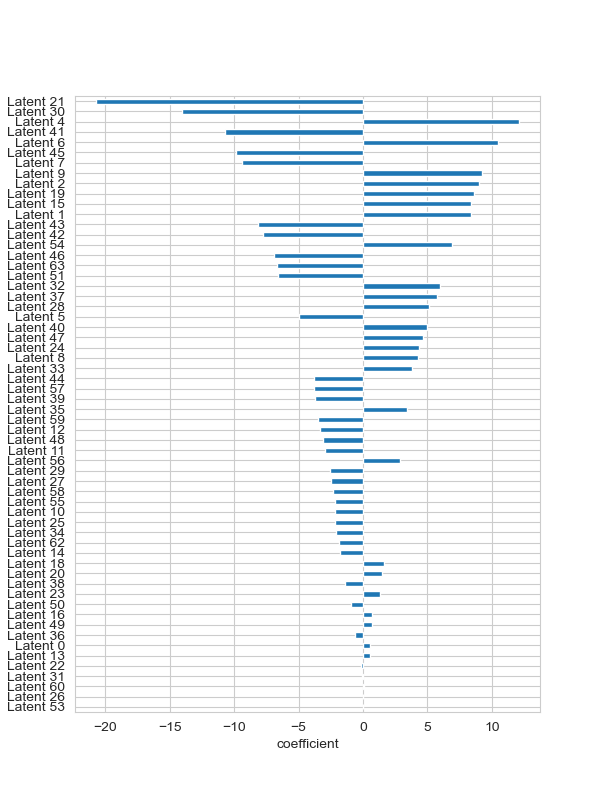 Latent 21
Latent 30
Latent 4
Latent 41
Latent 6
Latent 45
Latent 7
Latent 9
Latent 2
Latent 19
Latent 15
Latent 1
Latent 43
Latent 42
Latent 54
Latent 46
Latent 63
Latent 51
Latent 32
Latent 37
Latent 28
Latent 5
Latent 40
Latent 47
Latent 24
Latent 8
Latent 33
Latent 44
Latent 57
Latent 39
Latent 35
Latent 59
Latent 12
Latent 48
Latent 11
Latent 56
Latent 29
Latent 27
Latent 58
Latent 55
Latent 10
Latent 25
Latent 34
Latent 62
Latent 14
Latent 18
Latent 20
Latent 38
Latent 23
Latent 50
Latent 16
Latent 49
Latent 36
Latent 0
Latent 13
Latent 22
Latent 31
Latent 60
Latent 26
Latent 53
−20 −15 −10 −5 0 5 10
coefficient